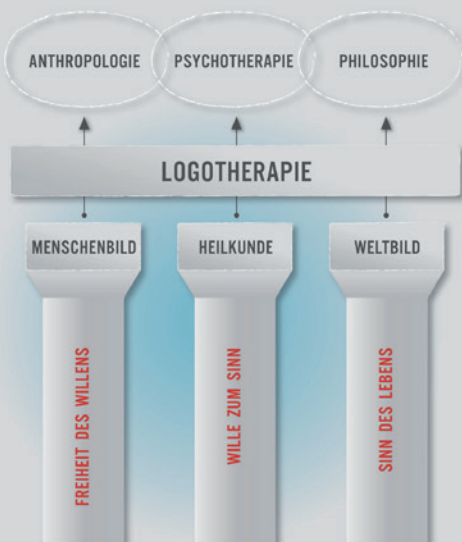 ANTHROPOLOGIE
PSYCHOTHERAPIE
PHILOSOPHIE
LOGOTHERAPIE
MENSCHENBILD
HEILKUNDE
WELTBILD
FREIHEIT DES WILLENS
WILLE ZUM SINN
SINN DES LEBENS